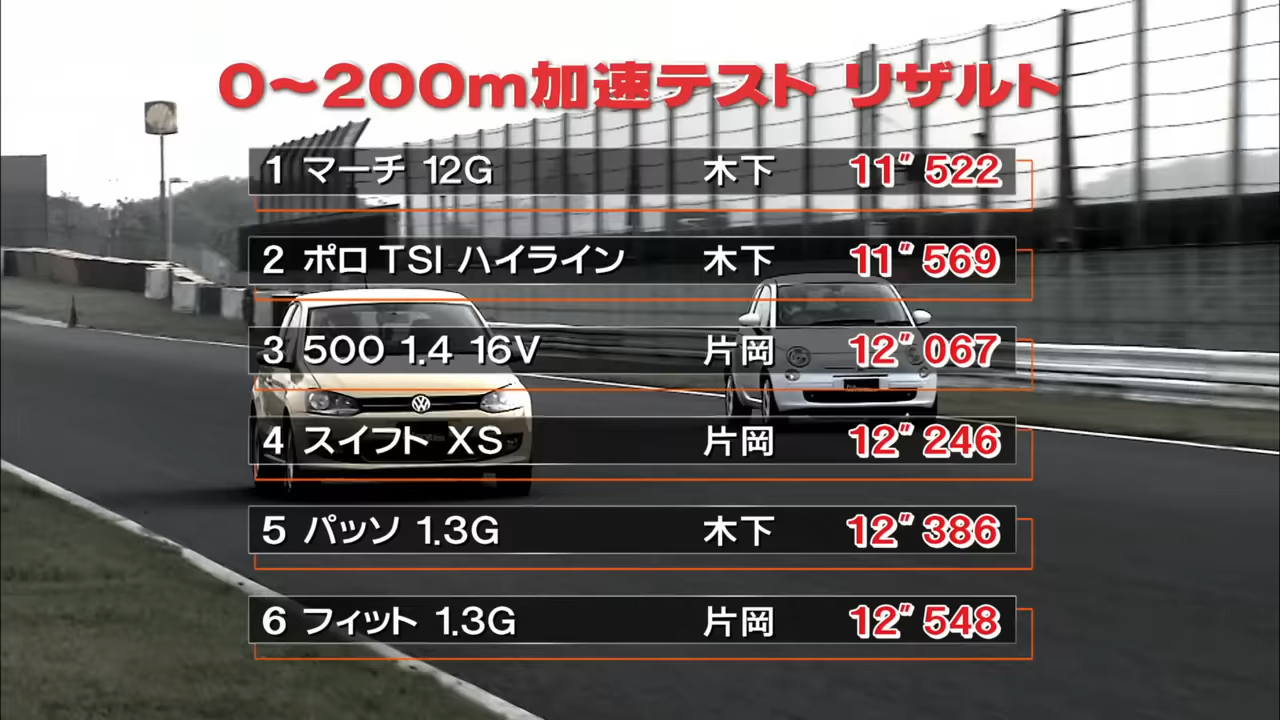 0〜200m加速テスト リザルト
1 マーチ 12G 木下 11"522
2 ポロ TSI ハイライン 木下 11"569
3 500 1.4 16V 片岡 12"067
4 スイフト XS 片岡 12"246
5 パッソ 1.3G 木下 12"386
6 フィット 1.3G 片岡 12"548